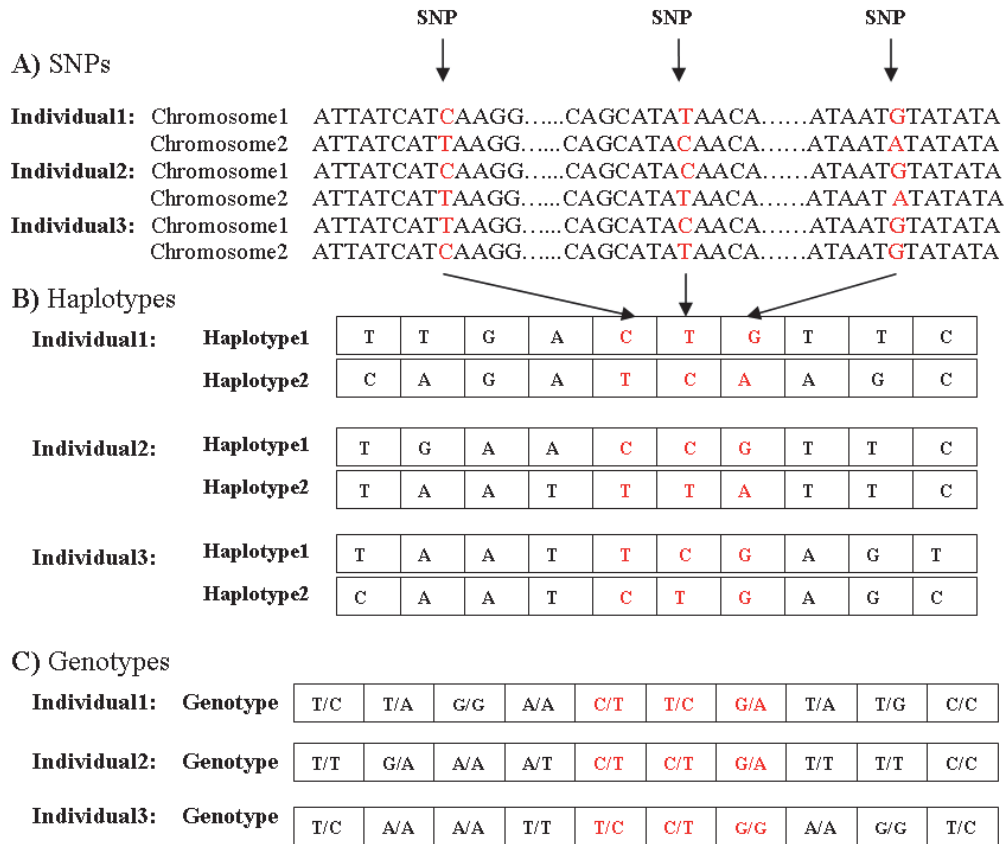 SNP SNP SNP
A) SNPs
Individual1: Chromosome1 ATTATCATCAAGG......CAGCATATAACA......ATAATGTATATA
Chromosome2 ATTATCATTAAGG......CAGCATACAACA......ATAATATATATA
Individual2: Chromosome1 ATTATCATCAAGG......CAGCATACAACA......ATAATGTATATA
Chromosome2 ATTATCATTAAGG......CAGCATATAACA......ATAAT ATATATA
Individual3: Chromosome1 ATTATCATTAAGG......CAGCATACAACA......ATAATGTATATA
Chromosome2 ATTATCATCAAGG......CAGCATATAACA......ATAATGTATATA
B) Haplotypes
Individual1: Haplotype1 T T G A C T G T T C
Haplotype2 C A G A T C A A G C
Individual2: Haplotype1 T G A A C C G T T C
Haplotype2 T A A T T T A T T C
Individual3: Haplotype1 T A A T T C G A G T
Haplotype2 C A A T C T G A G C
C) Genotypes
Individual1: Genotype T/C T/A G/G A/A C/T T/C G/A T/A T/G C/C
Individual2: Genotype T/T G/A A/A A/T C/T C/T G/A T/T T/T C/C
Individual3: Genotype T/C A/A A/A T/T T/C C/T G/G A/A G/G T/C